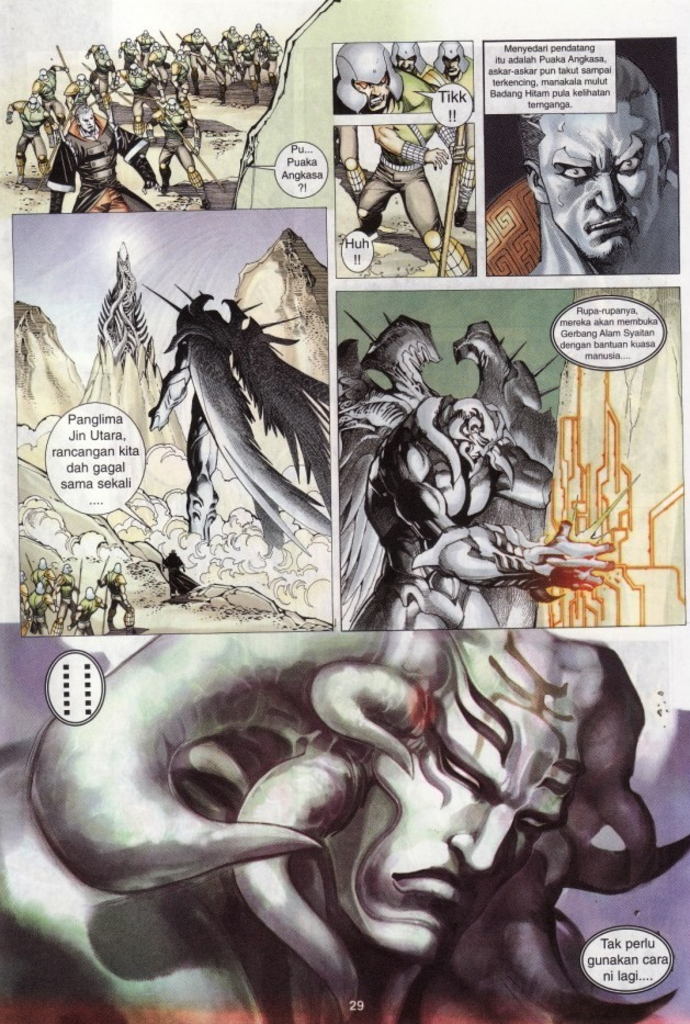 Pu...
Puaka
Angkasa
?!
Tikk
!!
Huh
!!
Menyedari pendatang
itu adalah Puaka Angkasa,
askar-askar pun takut sampai
terkencing, manakala mulut
Badang Hitam pula kelihatan
ternganga.
Panglima
Jin Utara,
rancangan kita
dah gagal
sama sekali
....
Rupa-rupanya,
mereka akan membuka
Gerbang Alam Syaitan
dengan bantuan kuasa
manusia....
Tak perlu
gunakan cara
ni lagi....
29